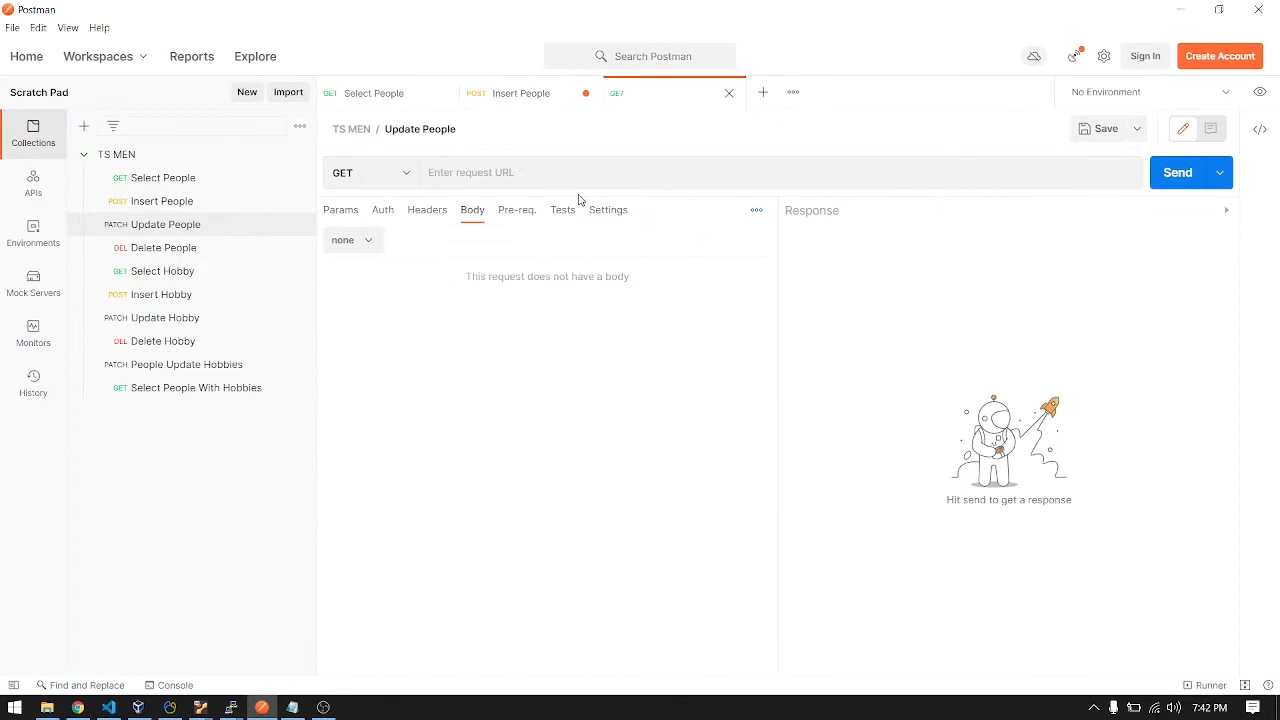 Postman
File Edit View Help
Home Workspaces Reports Explore Search Postman Sign In Create Account
Scratch Pad New Import GET Select People POST Insert People GET No Environment
TS MEN / Update People Save
Collections
APIs
Environments
Mock Servers
Monitors
History
TS MEN
GET Select People
POST Insert People
PATCH Update People
DEL Delete People
GET Select Hobby
POST Insert Hobby
PATCH Update Hobby
DEL Delete Hobby
PATCH People Update Hobbies
GET Select People With Hobbies
GET Enter request URL Send
Params Auth Headers Body Pre-req. Tests Settings
none
This request does not have a body
Response
Hit send to get a response
Find and Replace Console Runner
7:42 PM